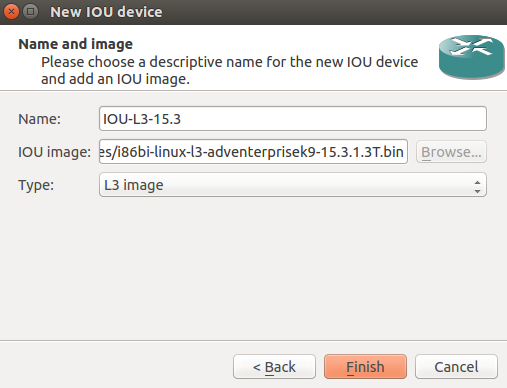 New IOU device
Name and image
Please choose a descriptive name for the new IOU device
and add an IOU image.
Name: IOU-L3-15.3
IOU image: es/i86bi-linux-l3-adventerprisek9-15.3.1.3T.bin Browse...
Type: L3 image
< Back Finish Cancel